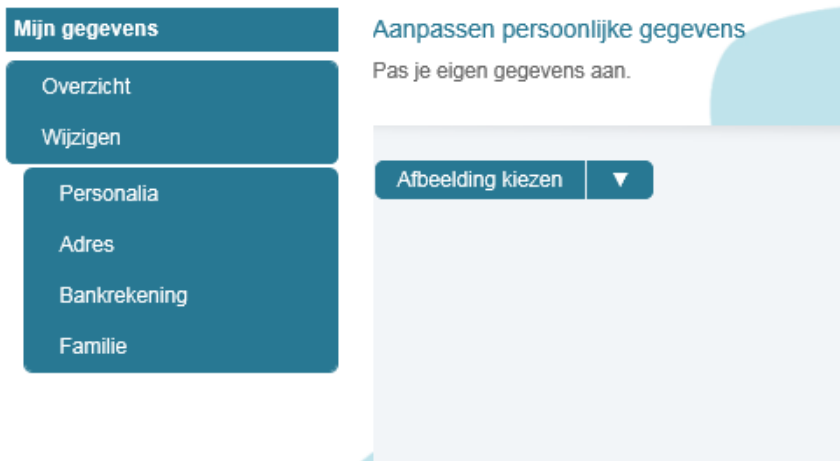 Mijn gegevens
Overzicht
Wijzigen
Personalia
Adres
Bankrekening
Familie
Aanpassen persoonlijke gegevens
Pas je eigen gegevens aan.
Afbeelding kiezen ▼